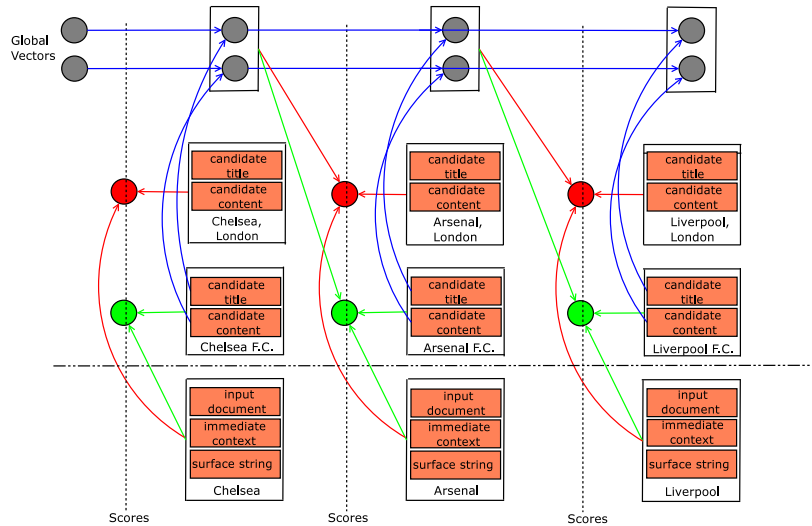 Global
Vectors
candidate
title
candidate
content
Chelsea,
London
candidate
title
candidate
content
Arsenal,
London
candidate
title
candidate
content
Liverpool,
London
candidate
title
candidate
content
Chelsea F.C.
candidate
title
candidate
content
Arsenal F.C.
candidate
title
candidate
content
Liverpool F.C.
input
document
immediate
context
surface string
Chelsea
input
document
immediate
context
surface string
Arsenal
input
document
immediate
context
surface string
Liverpool
Scores
Scores
Scores